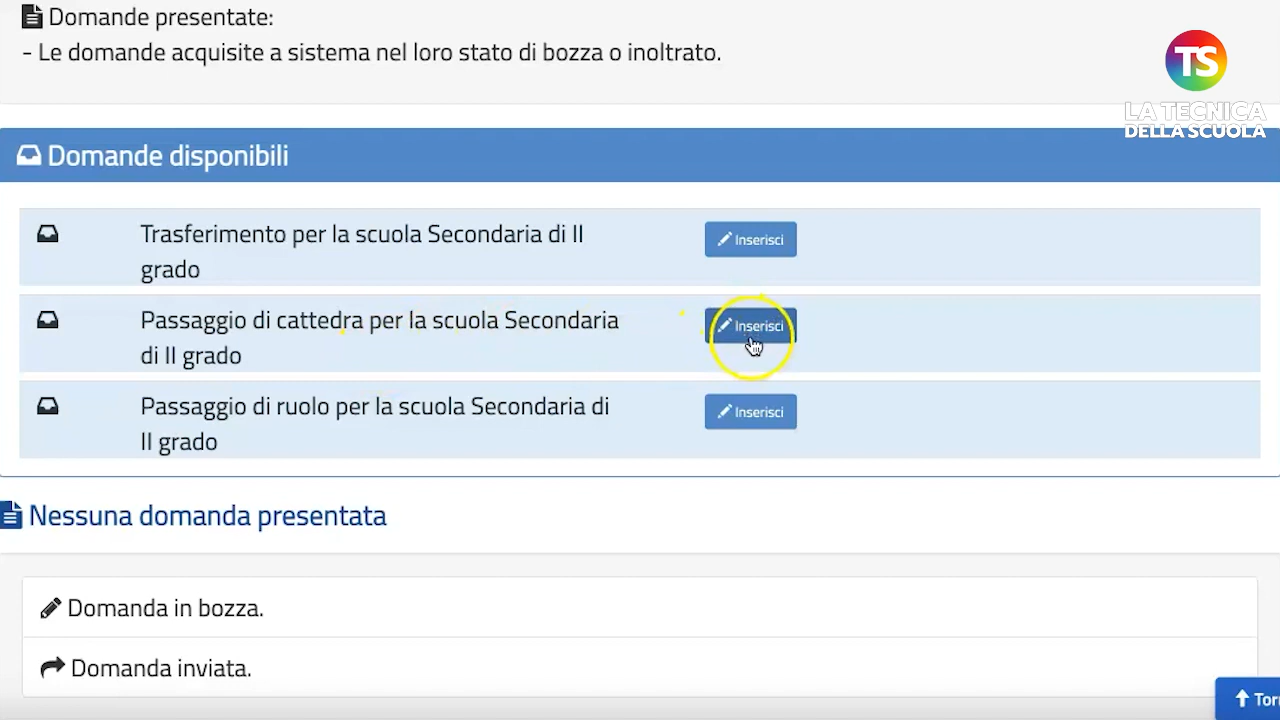 Domande presentate:
- Le domande acquisite a sistema nel loro stato di bozza o inoltrato.
TS
LA TECNICA
DELLA SCUOLA
Domande disponibili
Trasferimento per la scuola Secondaria di II
grado
Inserisci
Passaggio di cattedra per la scuola Secondaria
di II grado
Inserisci
Passaggio di ruolo per la scuola Secondaria di
II grado
Inserisci
Nessuna domanda presentata
Domanda in bozza.
Domanda inviata.